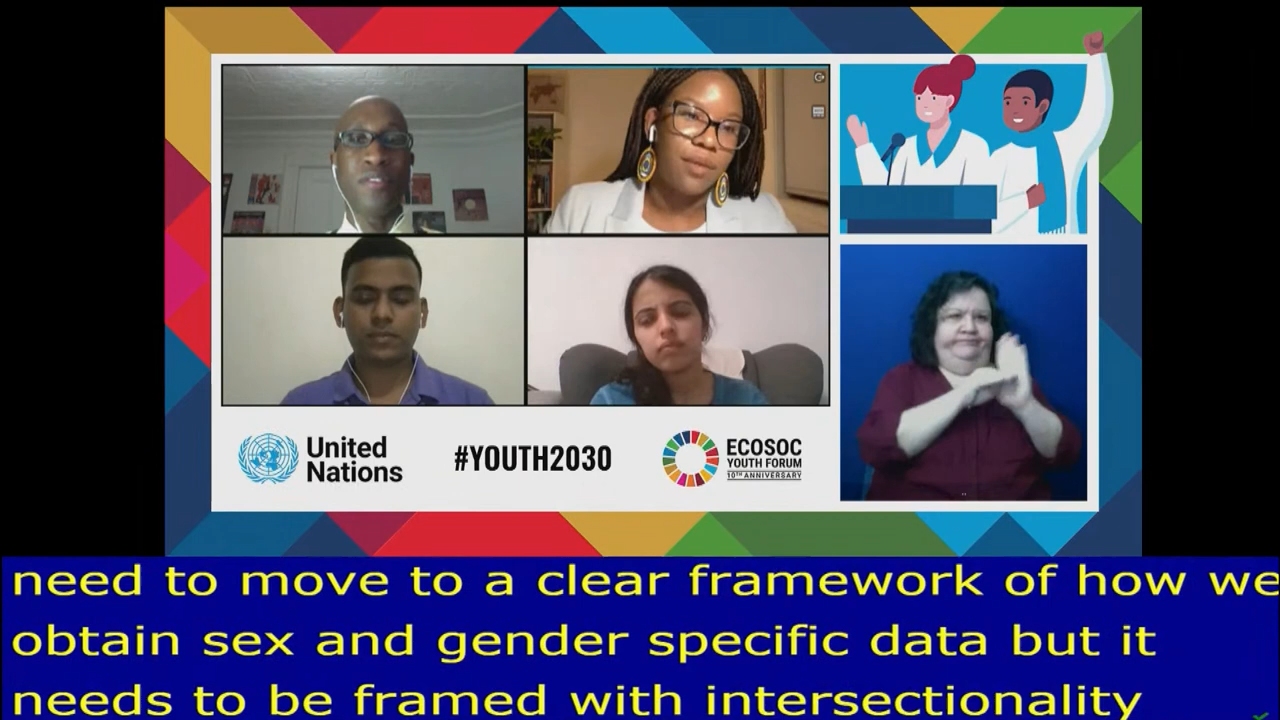 United
Nations
#YOUTH2030
ECOSOC
YOUTH FORUM
10TH ANNIVERSARY
need to move to a clear framework of how we
obtain sex and gender specific data but it
needs to be framed with intersectionality